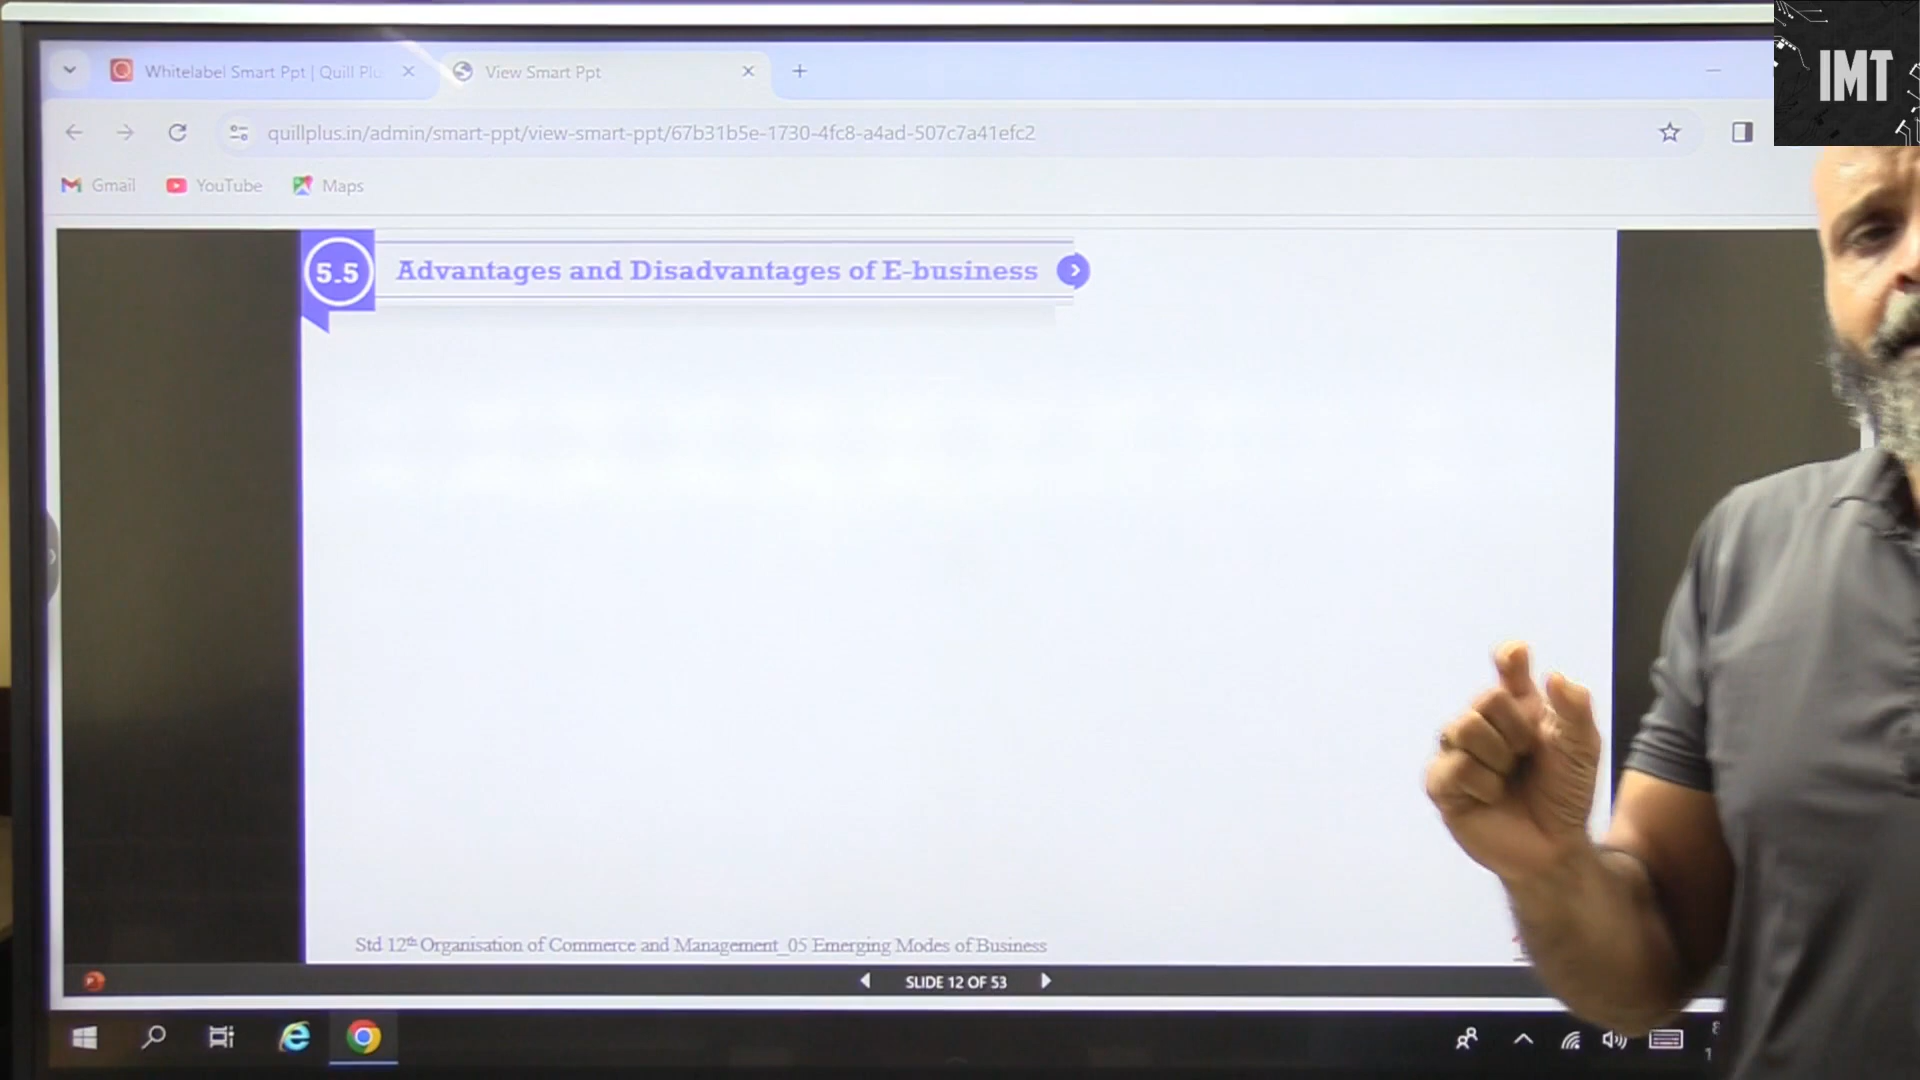 Whitelabel Smart Ppt | Quill Plu
View Smart Ppt
IMT
quillplus.in/admin/smart-ppt/view-smart-ppt/67b31b5e-1730-4fc8-a4ad-507c7a41efc2
Gmail
YouTube
Maps
5.5
Advantages and Disadvantages of E-business
Std 12th Organisation of Commerce and Management_05 Emerging Modes of Business
SLIDE 12 OF 53